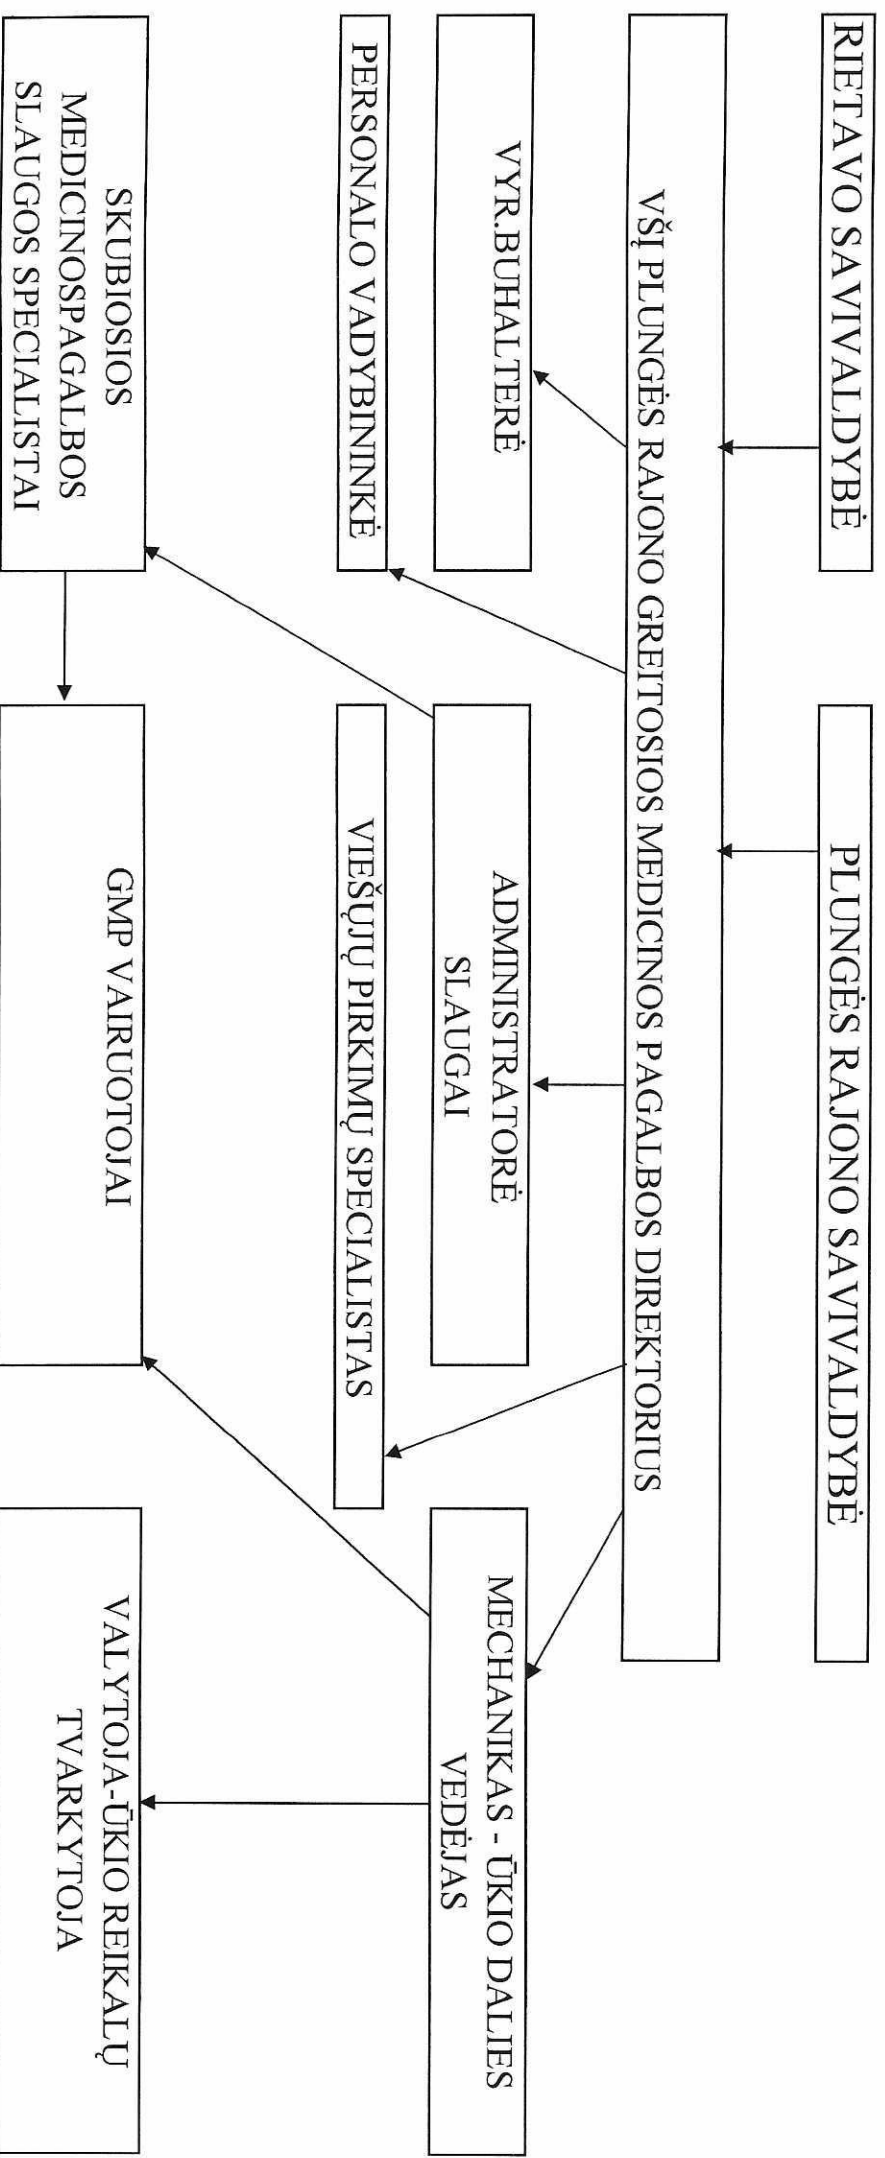 RIETAVO SAVIVALDYBĖ
PLUNGĖS RAJONO SAVIVALDYBĖ
VŠĮ PLUNGĖS RAJONO GREITOSIOS MEDICINOS PAGALBOS DIREKTORIUS
VYR.BUHALTERĖ
ADMINISTRATORĖ
SLAUGAI
MECHANIKAS - ŪKIO DALIES
VEDĖJAS
PERSONALO VADYBININKĖ
VIEŠŲJŲ PIRKIMŲ SPECIALISTAS
SKUBIOSIOS
MEDICINOSPAGALBOS
SLAUGOS SPECIALISTAI
GMP VAIRUOTOJAI
VALYTOJA-ŪKIO REIKALŲ
TVARKYTOJA